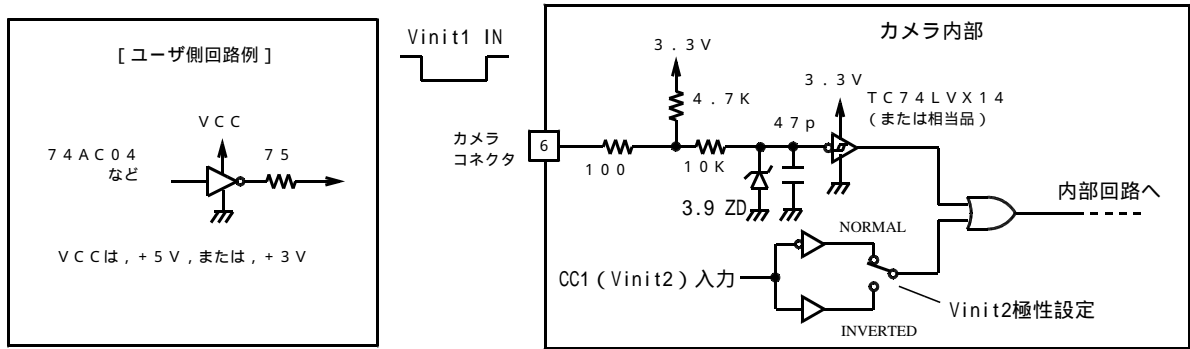 [ ユーザ側回路例 ]
VCC
74AC04
など
75
VCCは，+5V，または，+3V
Vinit1 IN
カメラ
コネクタ
カメラ内部
3.3V
4.7K
6
100
10K
3.9 ZD
47p
3.3V
TC74LVX14
(または相当品)
内部回路へ
NORMAL
CC1（Vinit2）入力
Vinit2極性設定
INVERTED